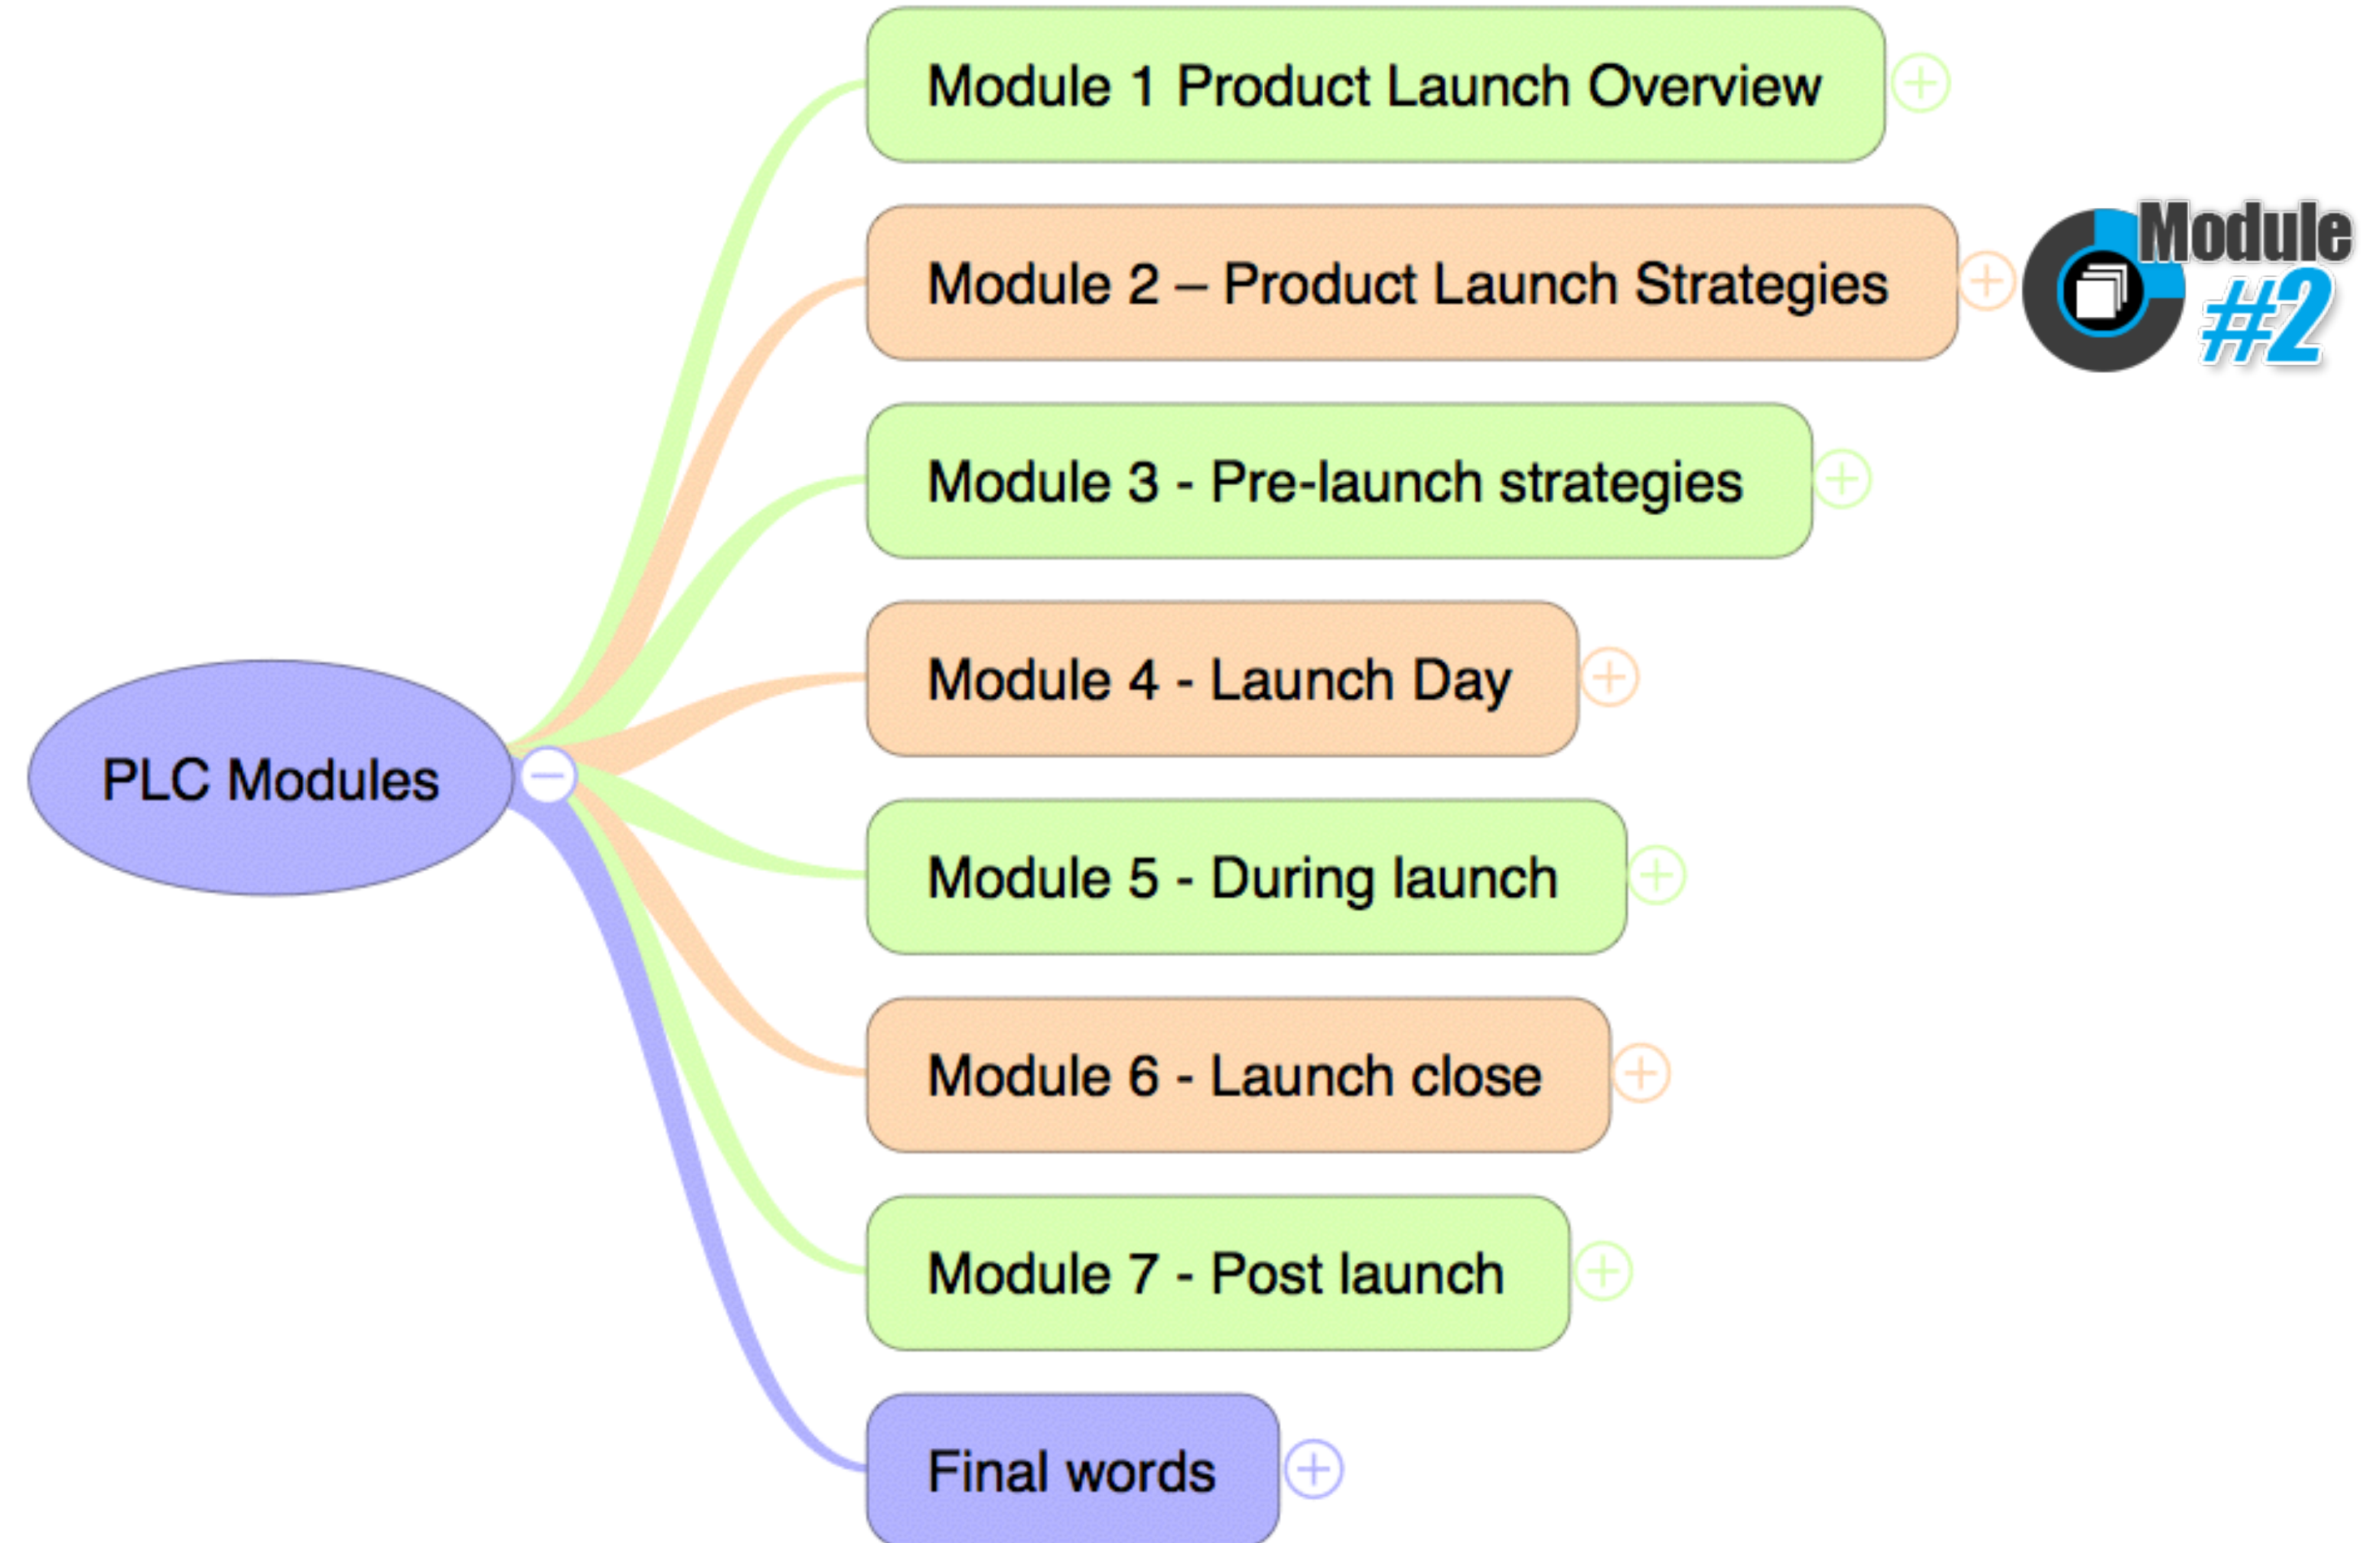 Module 1 Product Launch Overview
Module 2 – Product Launch Strategies
Module
#2
Module 3 - Pre-launch strategies
Module 4 - Launch Day
PLC Modules
Module 5 - During launch
Module 6 - Launch close
Module 7 - Post launch
Final words